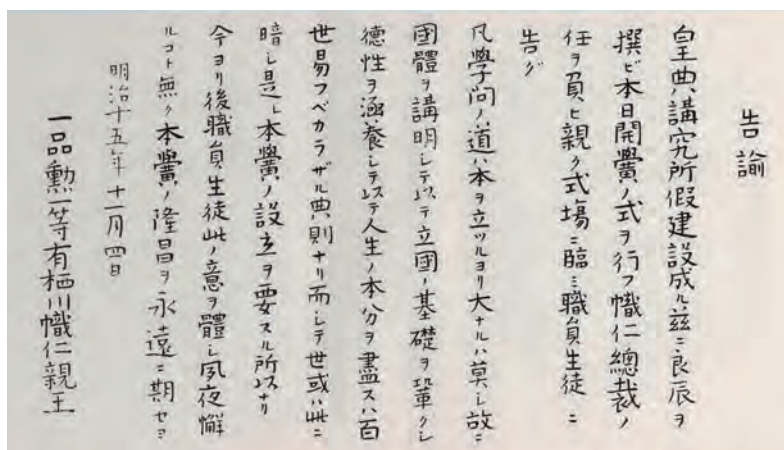 告諭
皇典講究所假建設成ル茲ニ良辰ヲ
撰ビ本日開黌ノ式ヲ行フ幟仁總裁ノ
任ヲ負ヒ親ク式場ニ臨ミ職員生徒ニ
告グ
凡學問ノ道ハ本ヲ立ツルヨリ大ナルハ莫シ故ニ
國體ヲ講明シテ以テ立國ノ基礎ヲ鞏クシ
德性ヲ涵養シテ以テ人生ノ本分ヲ盡スハ百
世易フベカラザル典則ナリ而シテ世或ハ此ニ
暗シ是レ本黌ノ設立ヲ要スル所以ナリ
今ヨリ後職員生徒此ノ意ヲ體シ夙夜懈
ルコト無ク本黌ノ隆昌ヲ永遠ニ期セヨ
明治十五年十一月四日
一品勲一等有栖川幟仁親王